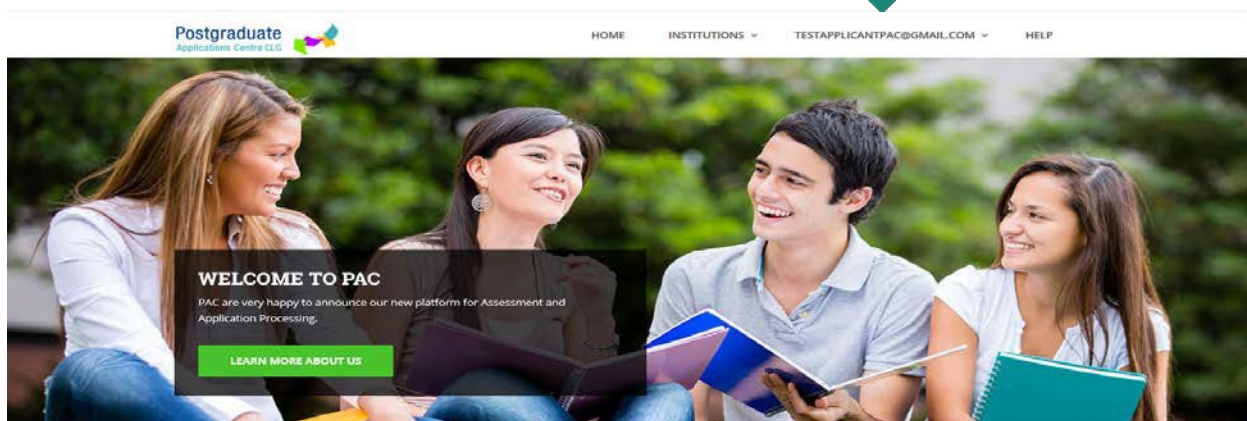 Postgraduate
Applications Centre CLG
HOME INSTITUTIONS TESTAPPLICANTPAC@GMAIL.COM HELP
WELCOME TO PAC
PAC are very happy to announce our new platform for Assessment and
Application Processing.
LEARN MORE ABOUT US